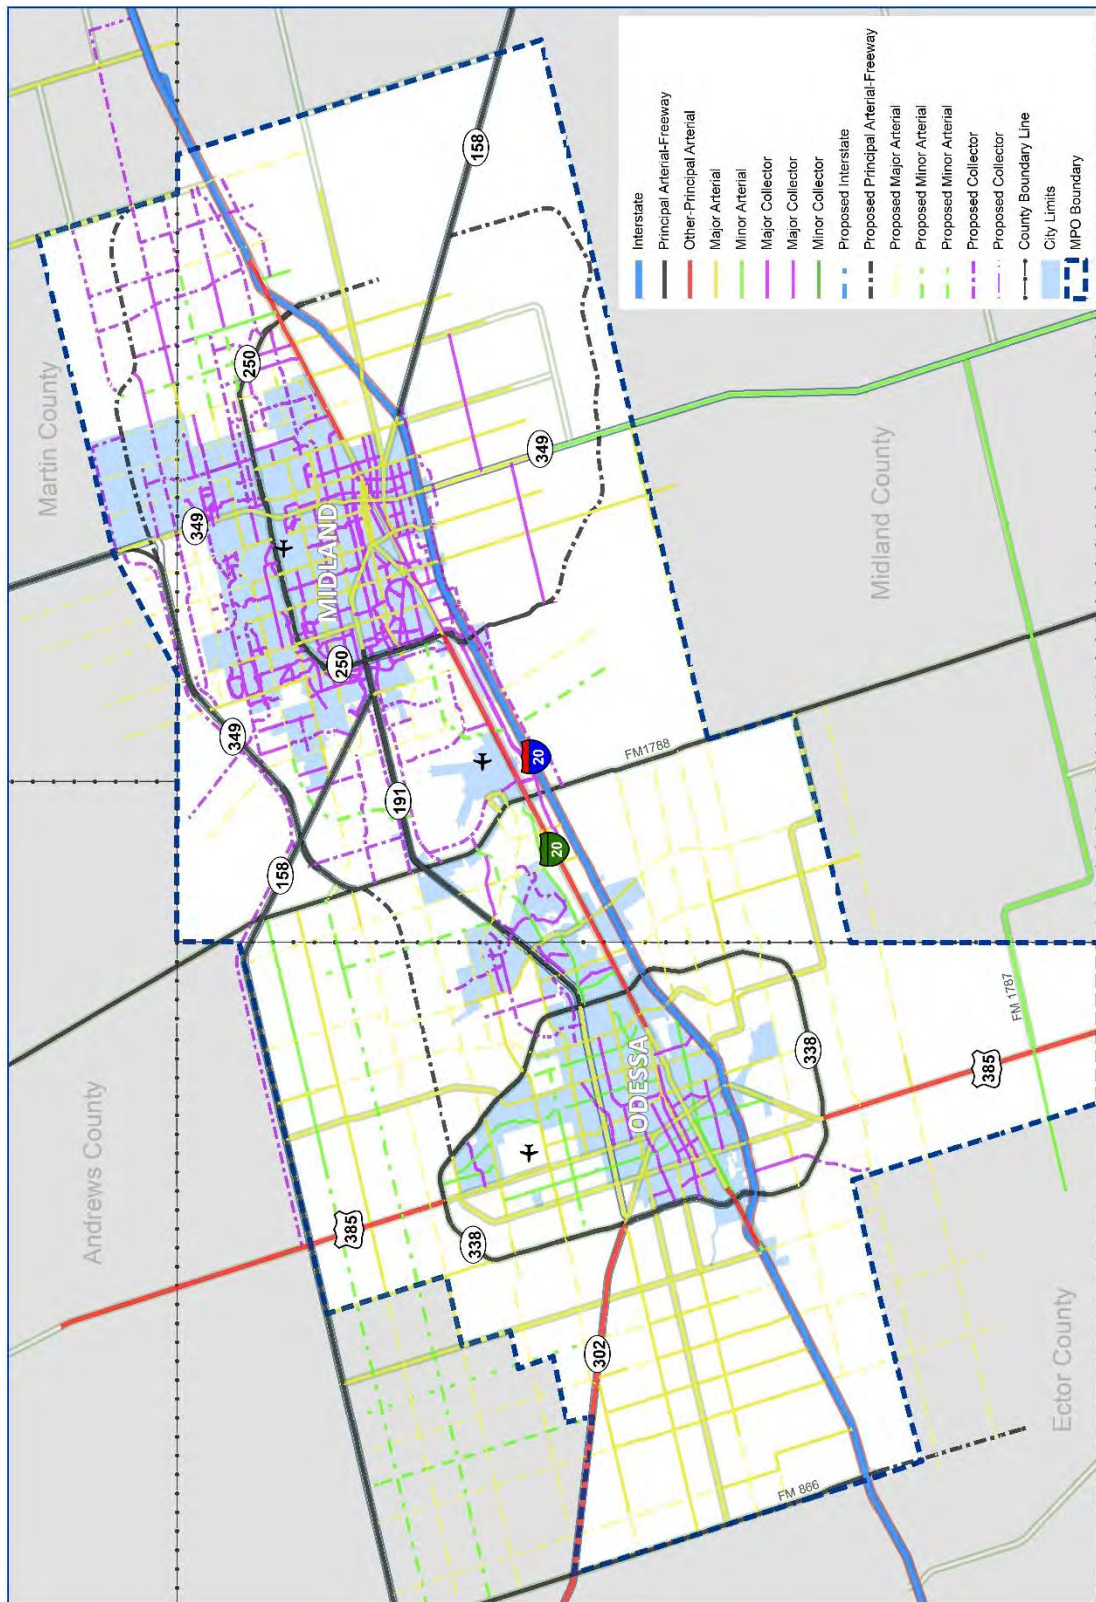 Martin County
Andrews County
Midland County
Ector County
MIDLAND
ODESSA
349
349
349
158
158
250
250
191
20
20
385
385
338
338
302
FM1788
FM 1787
FM 866
Interstate
Principal Arterial-Freeway
Other-Principal Arterial
Major Arterial
Minor Arterial
Major Collector
Major Collector
Minor Collector
Proposed Interstate
Proposed Principal Arterial-Freeway
Proposed Major Arterial
Proposed Minor Arterial
Proposed Minor Arterial
Proposed Collector
Proposed Collector
County Boundary Line
City Limits
MPO Boundary